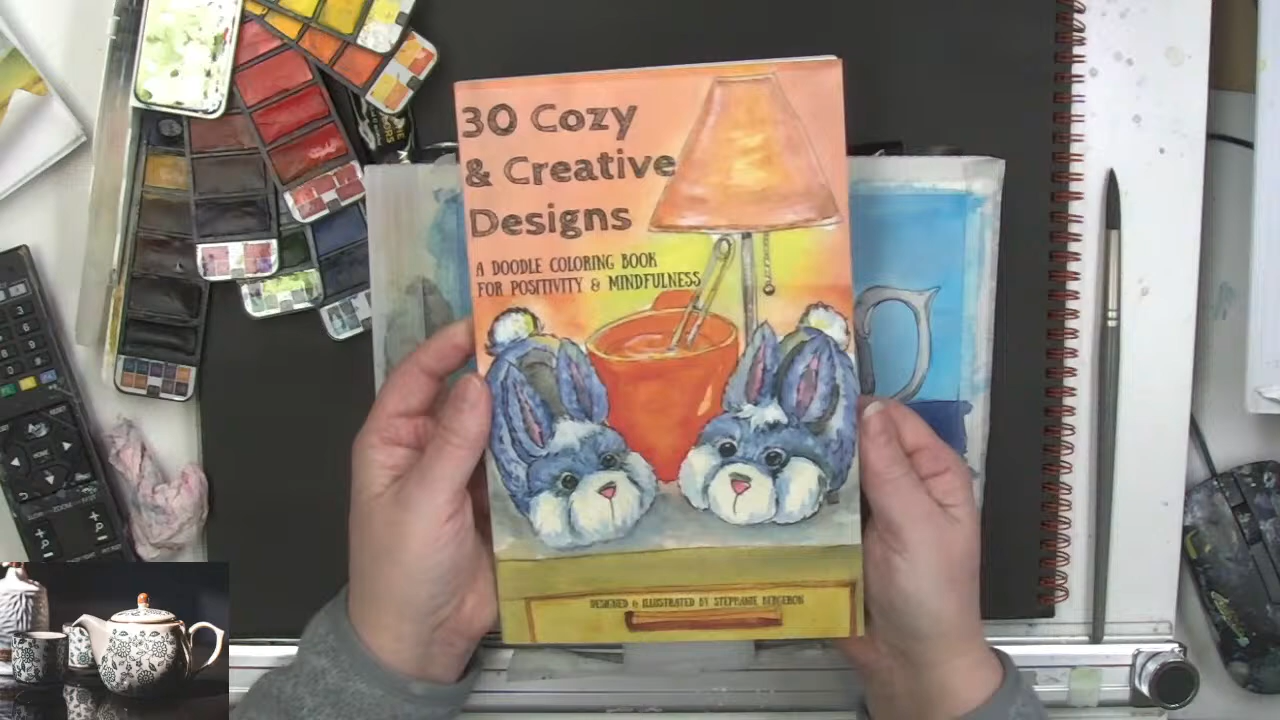 30 Cozy
& Creative
Designs
A DOODLE COLORING BOOK
FOR POSITIVITY & MINDFULNESS
DESIGNED & ILLUSTRATED BY STEPHANIE BERGERON